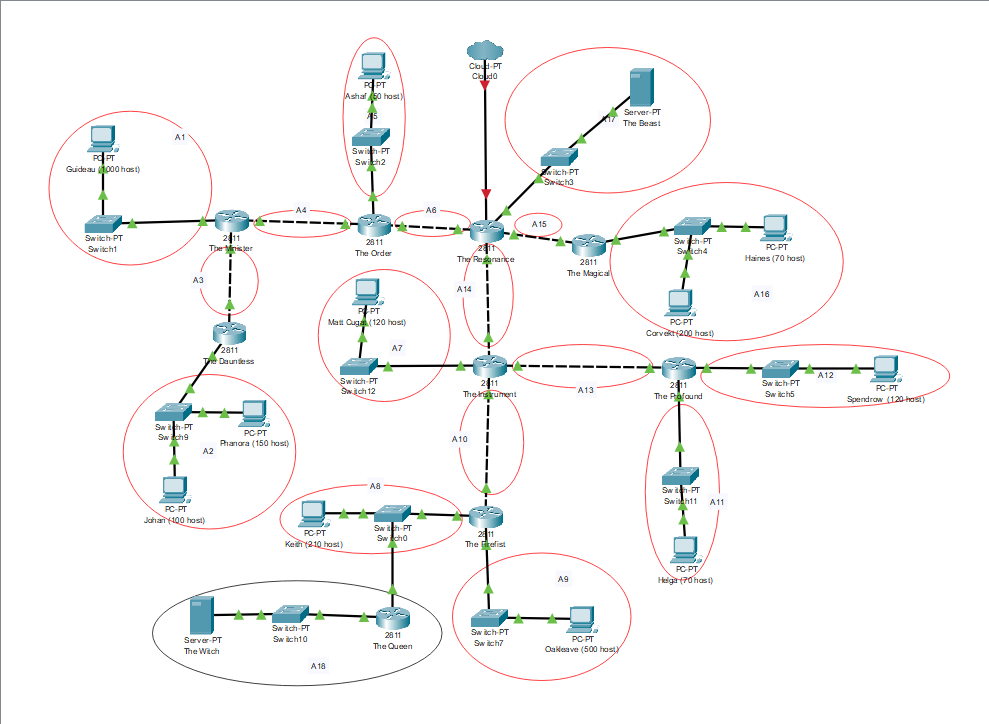 Cloud-PT
Cloud0
PC-PT
Ashaf (50 host)
A5
Switch-PT
Switch2
Server-PT
The Beast
A17
Switch-PT
Switch3
A1
PC-PT
Guideau (1000 host)
Switch-PT
Switch1
2811
The Minister
A4
2811
The Order
A6
2811
The Resonance
A15
2811
The Magical
Switch-PT
Switch4
PC-PT
Haines (70 host)
A16
PC-PT
Corvekt (200 host)
A3
2811
The Dauntless
A14
PC-PT
Matt Cugat (120 host)
A7
Switch-PT
Switch12
2811
The Instrument
A13
2811
The Profound
Switch-PT
Switch5
A12
PC-PT
Spendrow (120 host)
Switch-PT
Switch9
PC-PT
Phanora (150 host)
A2
PC-PT
Johan (100 host)
A10
A8
PC-PT
Keith (210 host)
Switch-PT
Switch0
2811
The Firefist
Switch-PT
Switch11
A11
PC-PT
Helga (70 host)
Server-PT
The Witch
Switch-PT
Switch10
2811
The Queen
A18
A9
Switch-PT
Switch7
PC-PT
Oakleave (500 host)